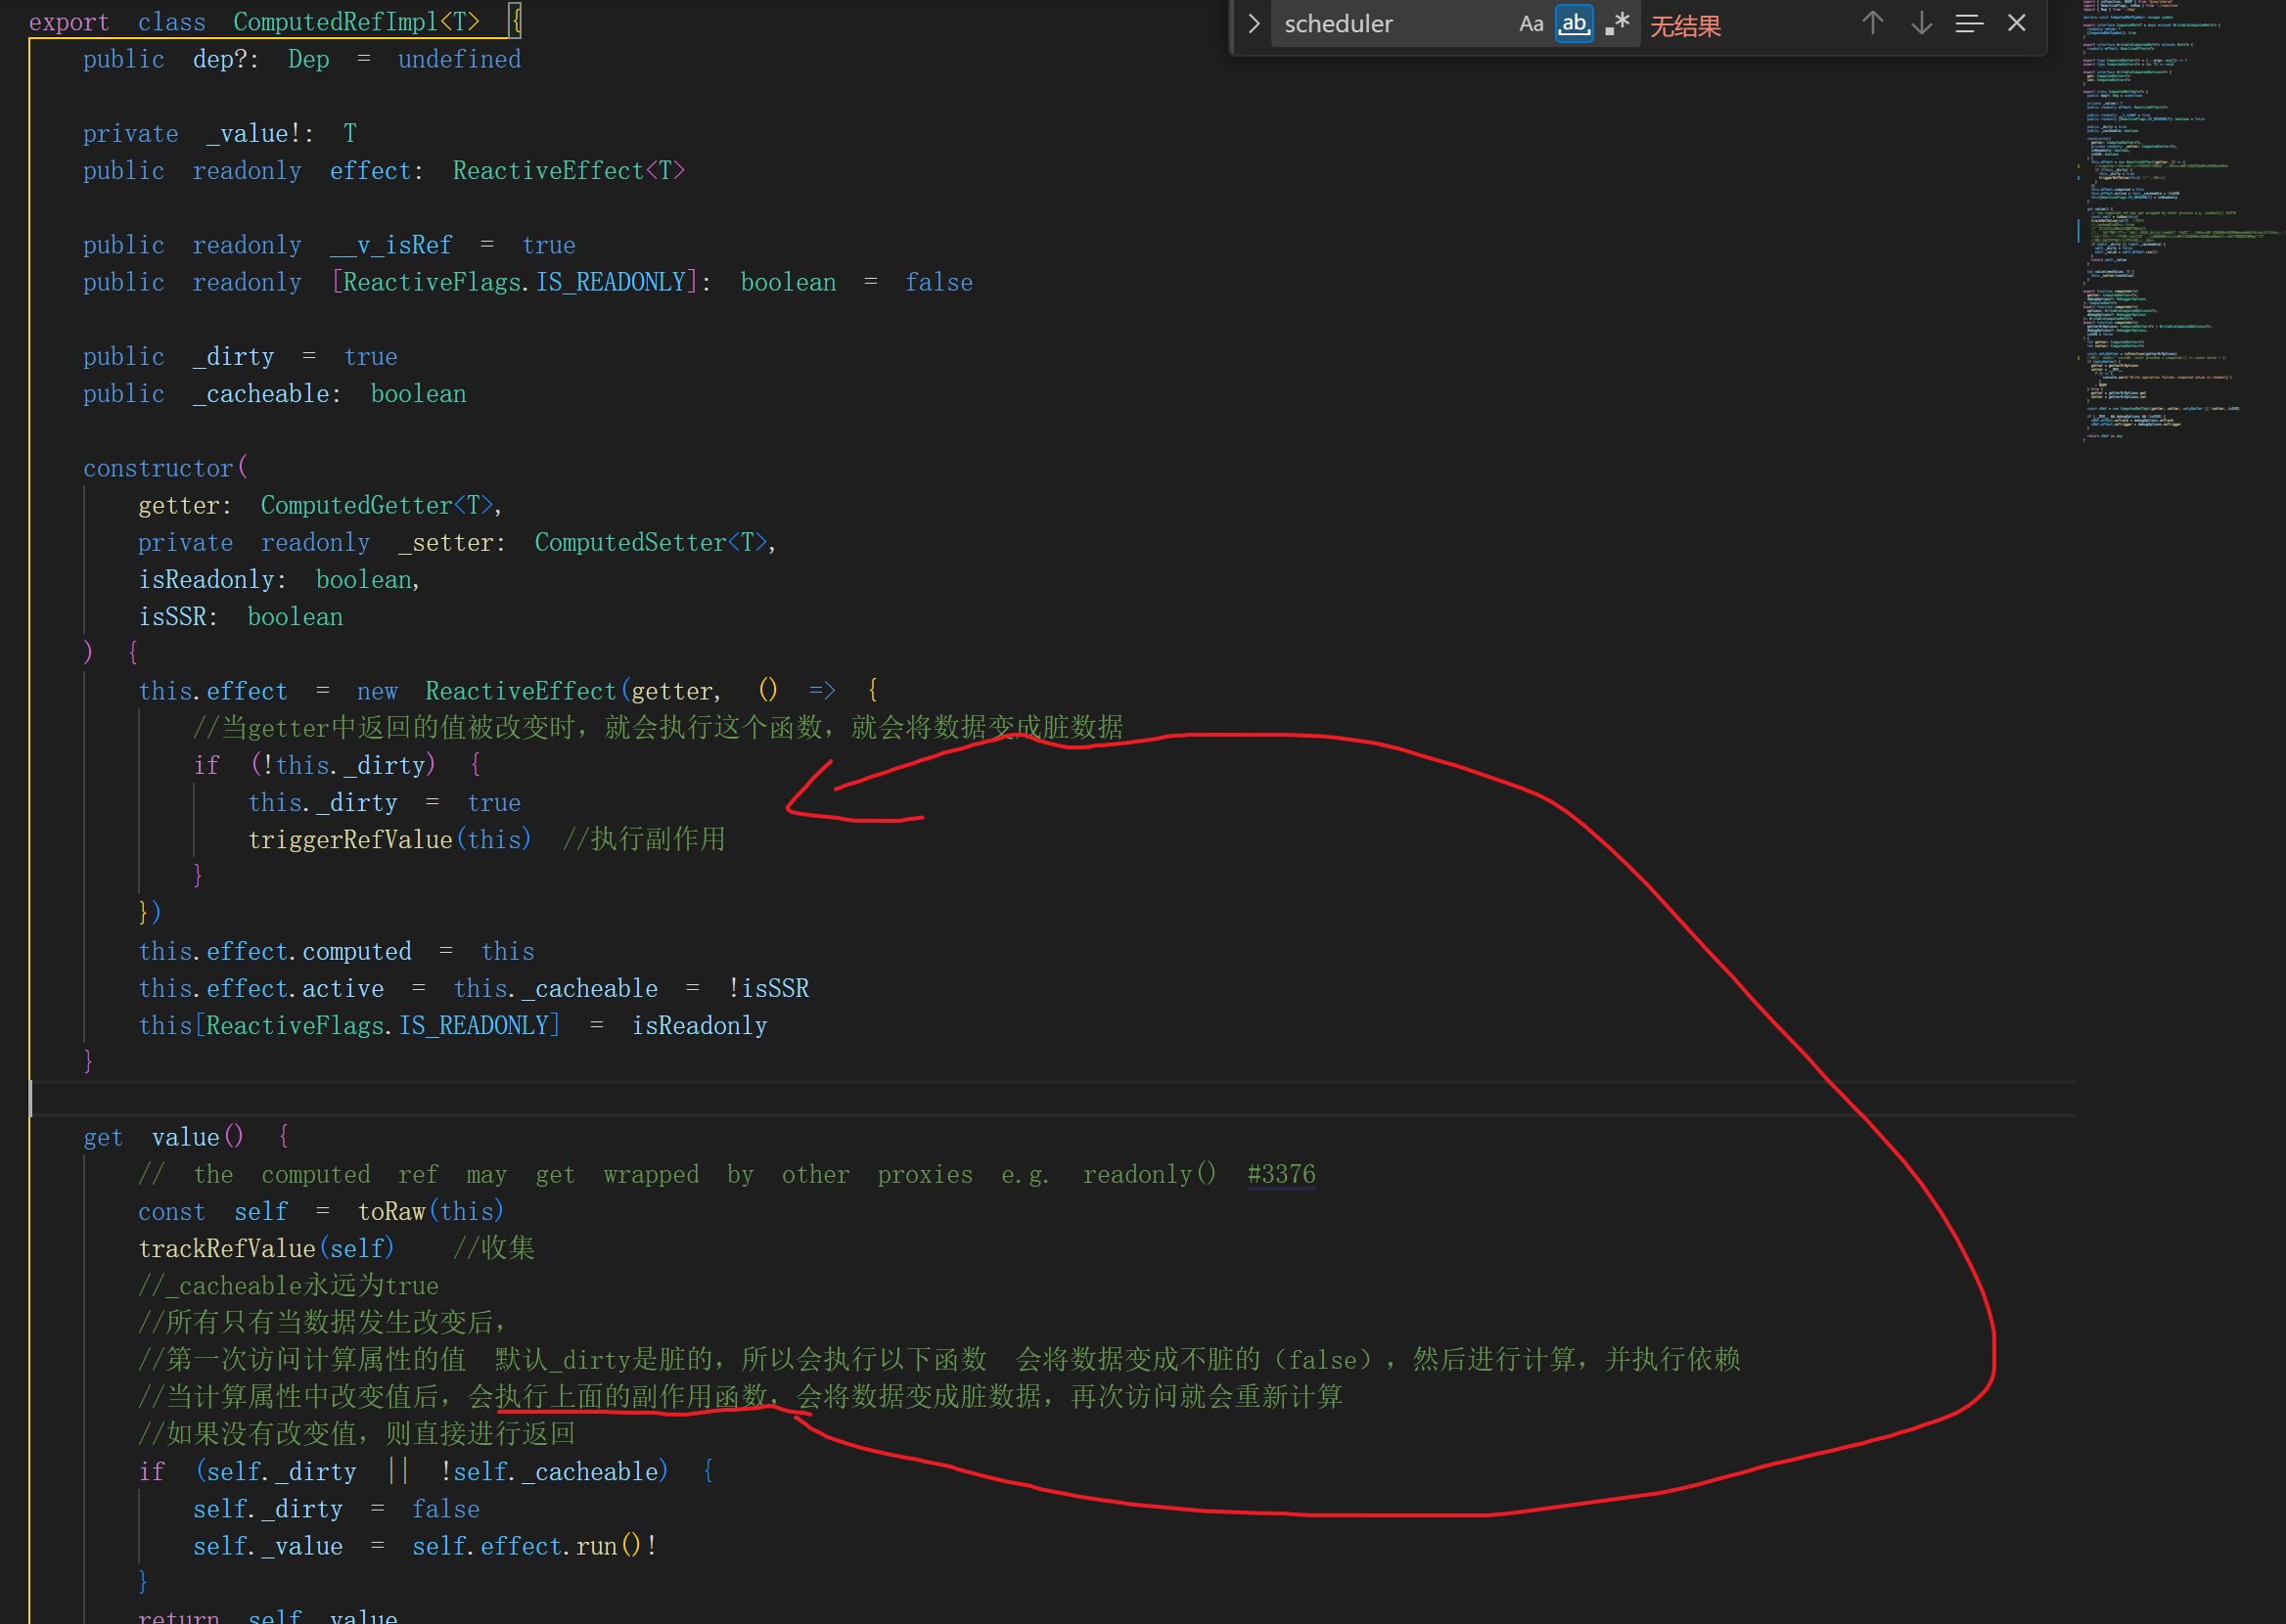 export class ComputedRefImpl<T> {
scheduler
Aa
ab
.*
无结果
public dep?: Dep = undefined
private _value!: T
public readonly effect: ReactiveEffect<T>
public readonly __v_isRef = true
public readonly [ReactiveFlags.IS_READONLY]: boolean = false
public _dirty = true
public _cacheable: boolean
constructor(
getter: ComputedGetter<T>,
private readonly _setter: ComputedSetter<T>,
isReadonly: boolean,
isSSR: boolean
) {
this.effect = new ReactiveEffect(getter, () => {
//当getter中返回的值被改变时，就会执行这个函数，就会将数据变成脏数据
if (!this._dirty) {
this._dirty = true
triggerRefValue(this) //执行副作用
}
})
this.effect.computed = this
this.effect.active = this._cacheable = !isSSR
this[ReactiveFlags.IS_READONLY] = isReadonly
}
get value() {
// the computed ref may get wrapped by other proxies e.g. readonly() #3376
const self = toRaw(this)
trackRefValue(self) //收集
//_cacheable永远为true
//所有只有当数据发生改变后，
//第一次访问计算属性的值 默认_dirty是脏的，所以会执行以下函数 会将数据变成不脏的（false），然后进行计算，并执行依赖
//当计算属性中改变值后，会执行上面的副作用函数，会将数据变成脏数据，再次访问就会重新计算
//如果没有改变值，则直接进行返回
if (self._dirty || !self._cacheable) {
self._dirty = false
self._value = self.effect.run()!
}
return self._value